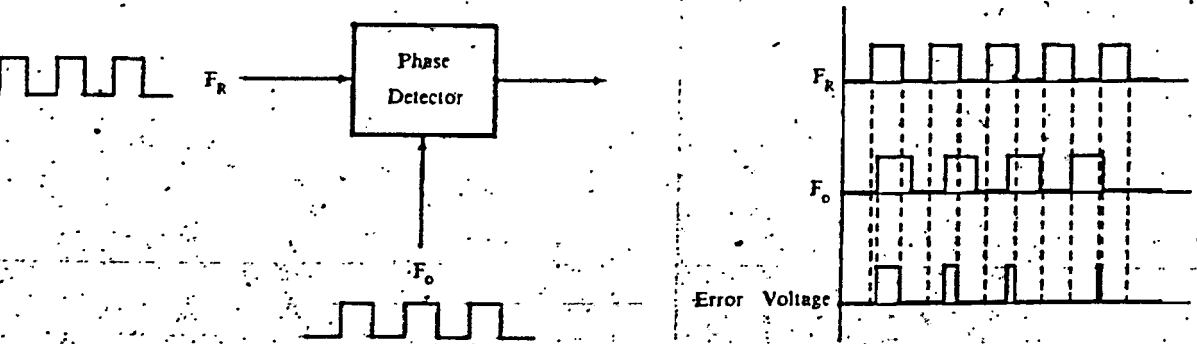 Phase
Detector
F_R
F_o
F_R
F_o
Error Voltage